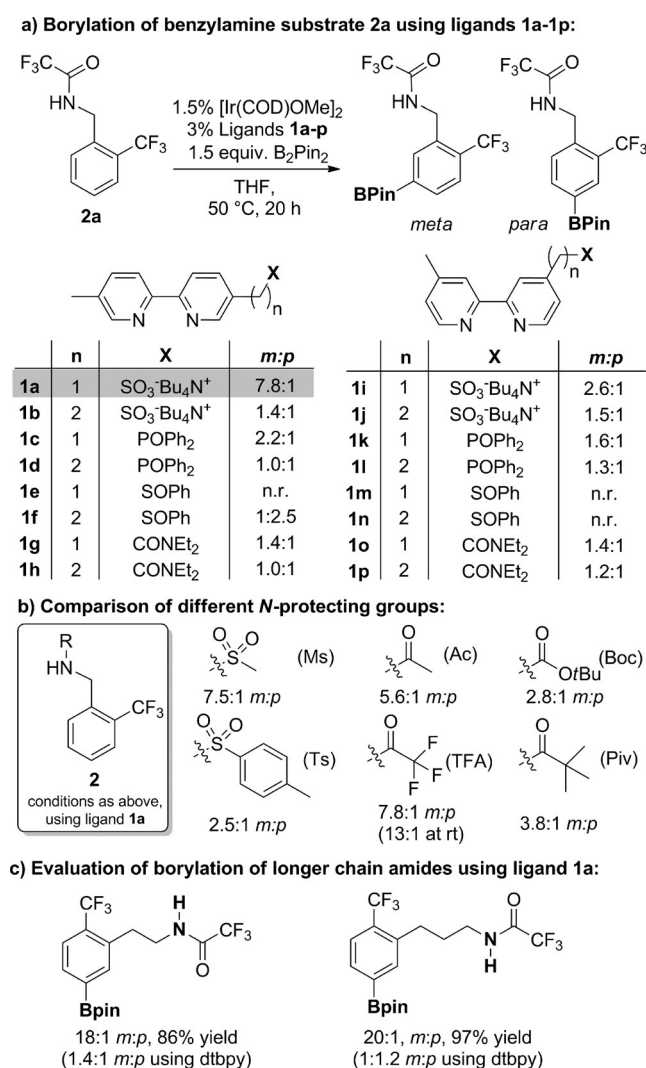 a) Borylation of benzylamine substrate 2a using ligands 1a-1p:
F₃C O
HN
CF₃
2a
1.5% [Ir(COD)OMe]₂
3% Ligands 1a-p
1.5 equiv. B₂Pin₂
THF,
50 °C, 20 h
F₃C O
HN
CF₃
BPin
meta
F₃C O
HN
CF₃
BPin
para
N N X n
N N X n
n X m:p
1a 1 SO₃⁻Bu₄N⁺ 7.8:1
1b 2 SO₃⁻Bu₄N⁺ 1.4:1
1c 1 POPh₂ 2.2:1
1d 2 POPh₂ 1.0:1
1e 1 SOPh n.r.
1f 2 SOPh 1:2.5
1g 1 CONEt₂ 1.4:1
1h 2 CONEt₂ 1.0:1
n X m:p
1i 1 SO₃⁻Bu₄N⁺ 2.6:1
1j 2 SO₃⁻Bu₄N⁺ 1.5:1
1k 1 POPh₂ 1.6:1
1l 2 POPh₂ 1.3:1
1m 1 SOPh n.r.
1n 2 SOPh n.r.
1o 1 CONEt₂ 1.4:1
1p 2 CONEt₂ 1.2:1
b) Comparison of different N-protecting groups:
R
HN
CF₃
2
conditions as above,
using ligand 1a
O O
S (Ms)
7.5:1 m:p
O
(Ac)
5.6:1 m:p
O
OtBu (Boc)
2.8:1 m:p
O O
S (Ts)
2.5:1 m:p
O
F F F (TFA)
7.8:1 m:p
(13:1 at rt)
O
(Piv)
3.8:1 m:p
c) Evaluation of borylation of longer chain amides using ligand 1a:
CF₃
H
N CF₃
O
Bpin
18:1 m:p, 86% yield
(1.4:1 m:p using dtbpy)
CF₃
O
N CF₃
H
Bpin
20:1, m:p, 97% yield
(1:1.2 m:p using dtbpy)